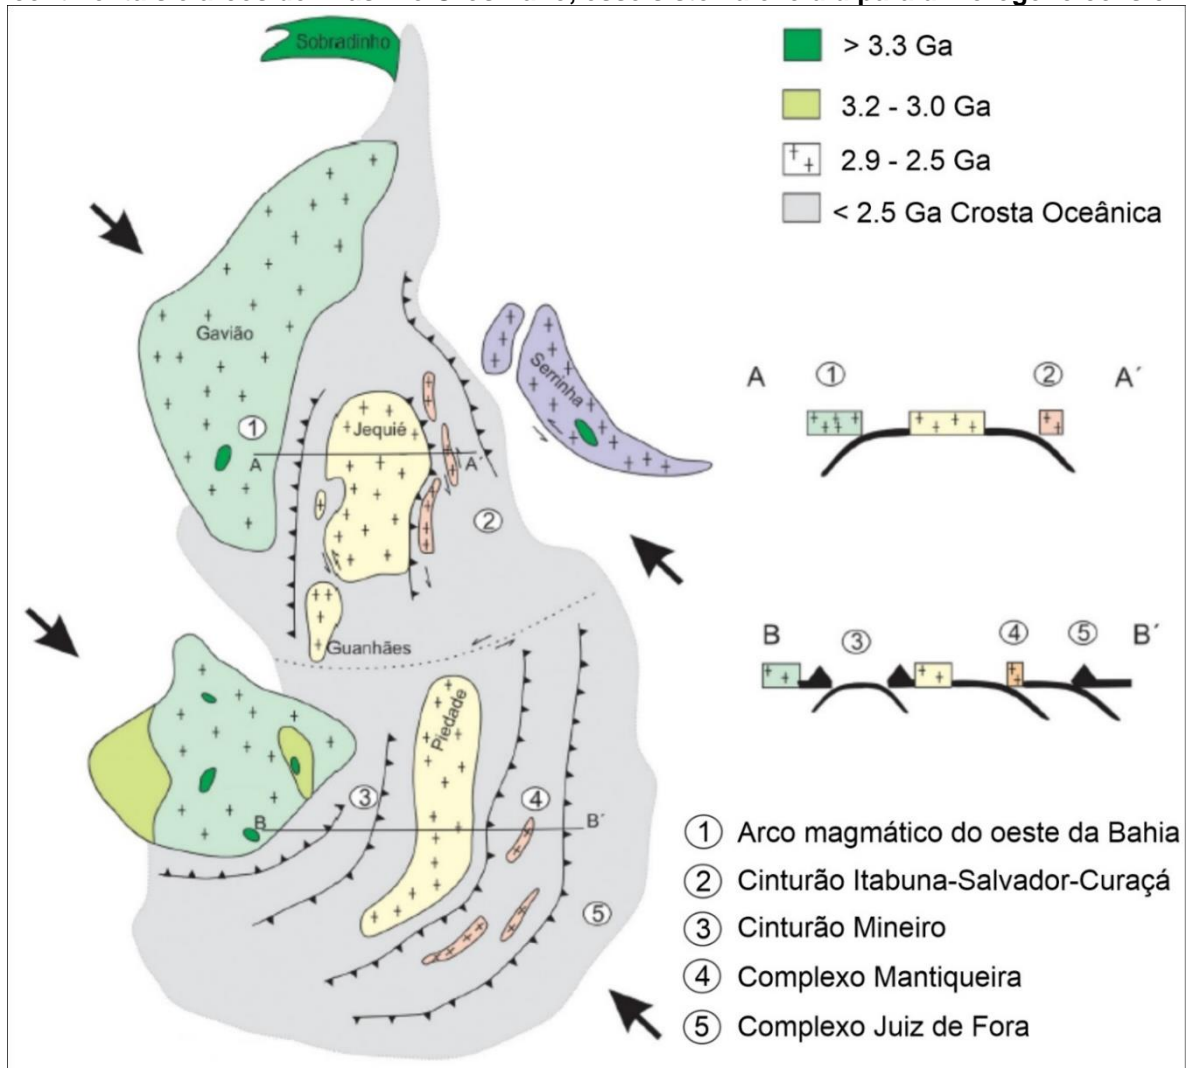 Sobradinho
> 3.3 Ga
3.2 - 3.0 Ga
2.9 - 2.5 Ga
< 2.5 Ga Crosta Oceânica
Gavião
Serrinha
Jequié
1
A
A´
2
Guanhães
A
1
2
A´
B
3
4
5
B´
Piedade
3
4
B
B´
5
1 Arco magmático do oeste da Bahia
2 Cinturão Itabuna-Salvador-Curaçá
3 Cinturão Mineiro
4 Complexo Mantiqueira
5 Complexo Juiz de Fora